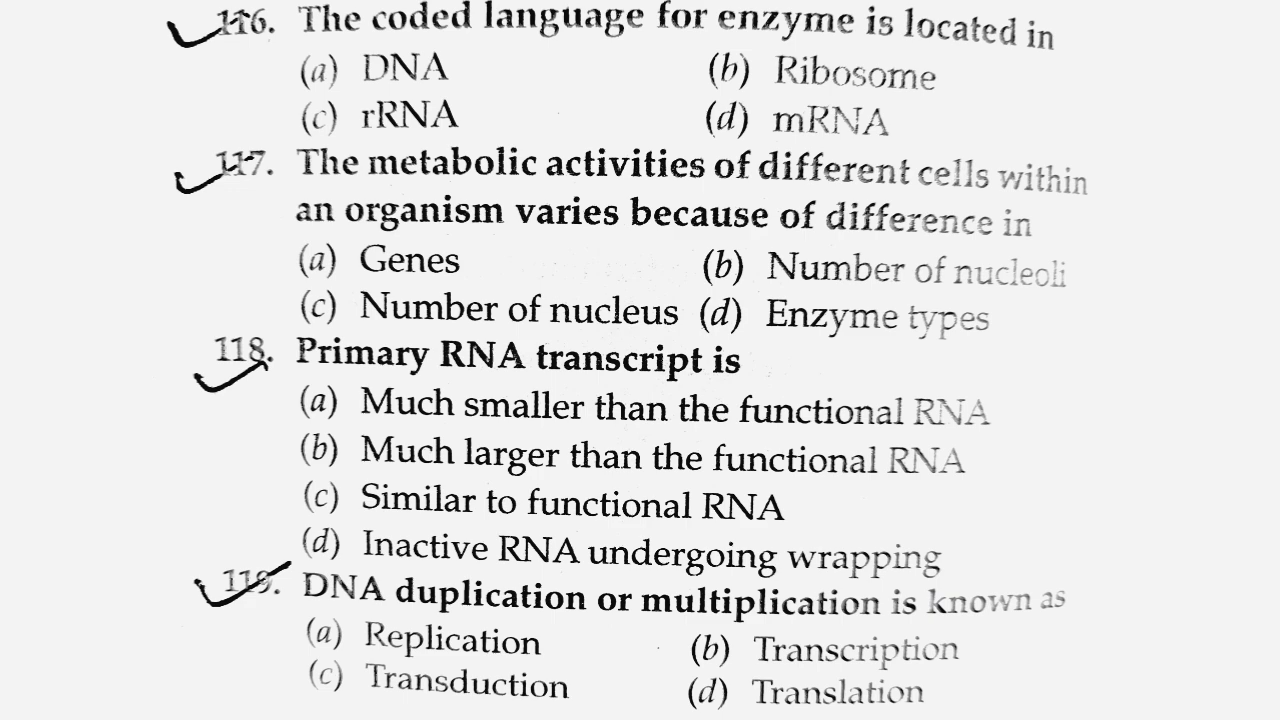 116. The coded language for enzyme is located in
(a) DNA (b) Ribosome
(c) rRNA (d) mRNA
117. The metabolic activities of different cells within
an organism varies because of difference in
(a) Genes (b) Number of nucleoli
(c) Number of nucleus (d) Enzyme types
118. Primary RNA transcript is
(a) Much smaller than the functional RNA
(b) Much larger than the functional RNA
(c) Similar to functional RNA
(d) Inactive RNA undergoing wrapping
119. DNA duplication or multiplication is known as
(a) Replication (b) Transcription
(c) Transduction (d) Translation